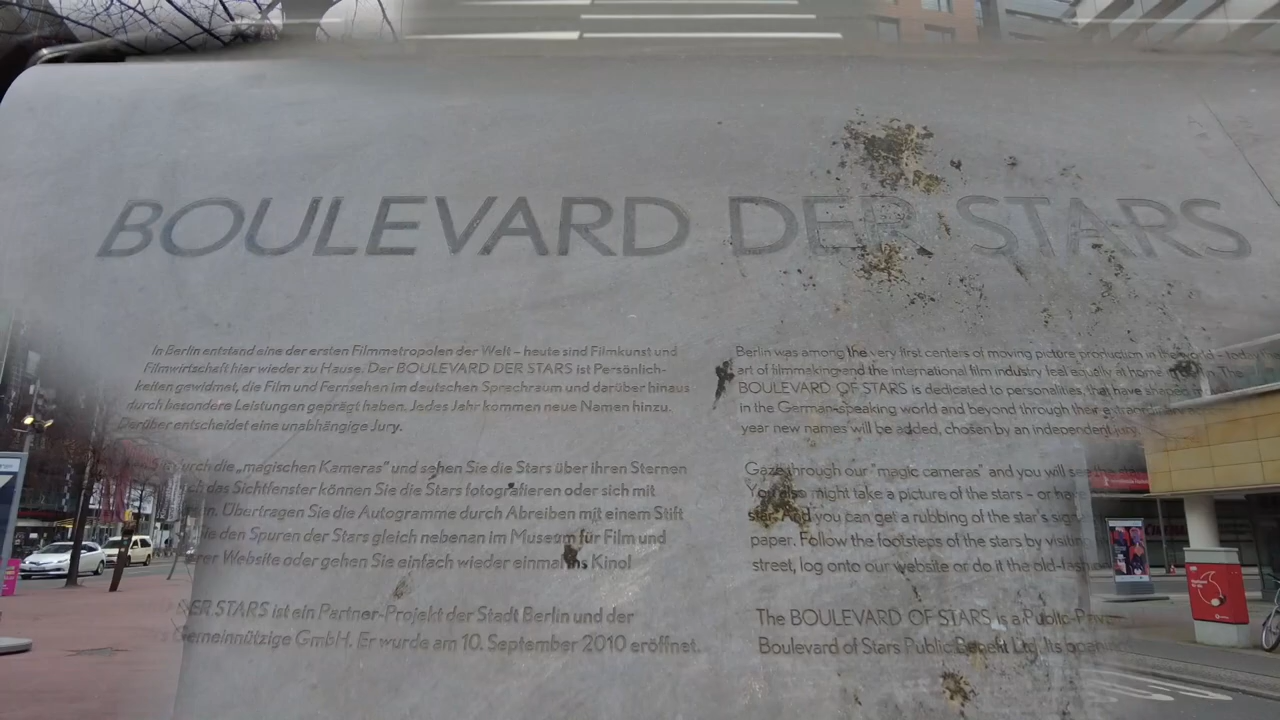 BOULEVARD DER STARS
In Berlin entstand eine der ersten Filmmetropolen der Welt – heute sind Filmkunst und
Filmwirtschaft hier wieder zu Hause. Der BOULEVARD DER STARS ist Persönlich-
keiten gewidmet, die Film und Fernsehen im deutschen Sprachraum und darüber hinaus
durch besondere Leistungen geprägt haben. Jedes Jahr kommen neue Namen hinzu.
Darüber entscheidet eine unabhängige Jury.
durch die „magischen Kameras" und sehen Sie die Stars über ihren Sternen
das Sichtfenster können Sie die Stars fotografieren oder sich mit
Übertragen Sie die Autogramme durch Abreiben mit einem Stift
den Spuren der Stars gleich nebenan im Museum für Film und
Website oder gehen Sie einfach wieder einmal ins Kino!
DER STARS ist ein Partner-Projekt der Stadt Berlin und der
Gemeinnützige GmbH. Er wurde am 10. September 2010 eröffnet.
Berlin was among the very first centers of moving picture production in the world – today the
art of filmmaking and the international film industry feel equally at home The
BOULEVARD OF STARS is dedicated to personalities that have shaped
in the German-speaking world and beyond through their
year new names will be added, chosen by an independent jury.
Gaze through our "magic cameras" and you will see the
You also might take a picture of the stars – or have
star. And you can get a rubbing of the star's
paper. Follow the footsteps of the stars by visiting
street, log onto our website or do it the old-fash
The BOULEVARD OF STARS is a Public-Priv
Boulevard of Stars Public Benefit Ltd. Its opening